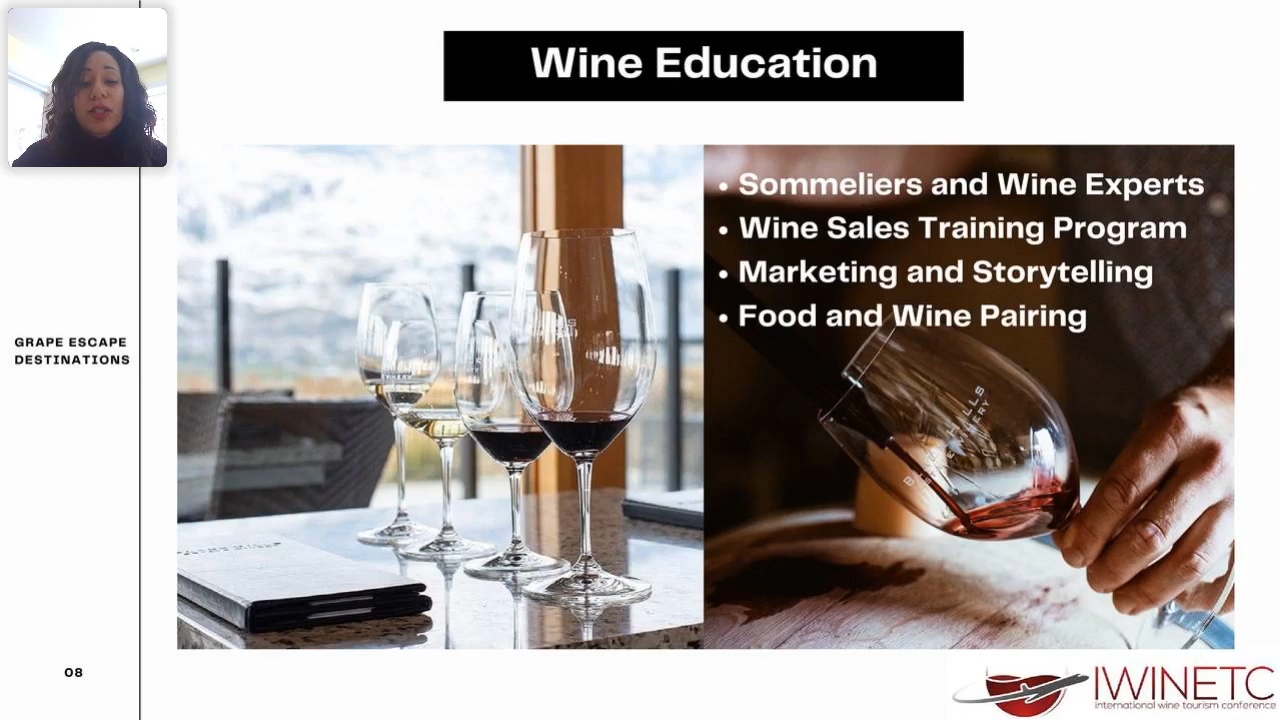 Wine Education
• Sommeliers and Wine Experts
• Wine Sales Training Program
• Marketing and Storytelling
• Food and Wine Pairing
GRAPE ESCAPE
DESTINATIONS
08
IWINETC
international wine tourism conference